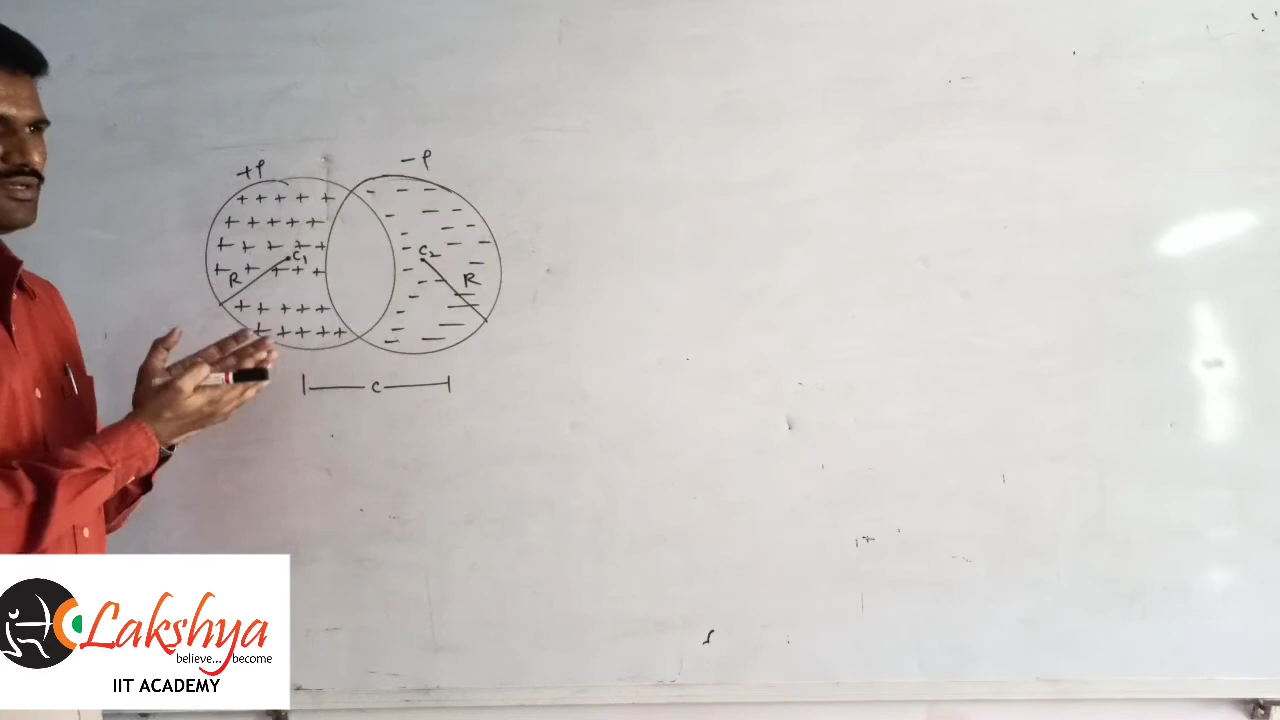 +ρ
-ρ
C1
C2
R
R
C
Lakshya
believe... become
IIT ACADEMY